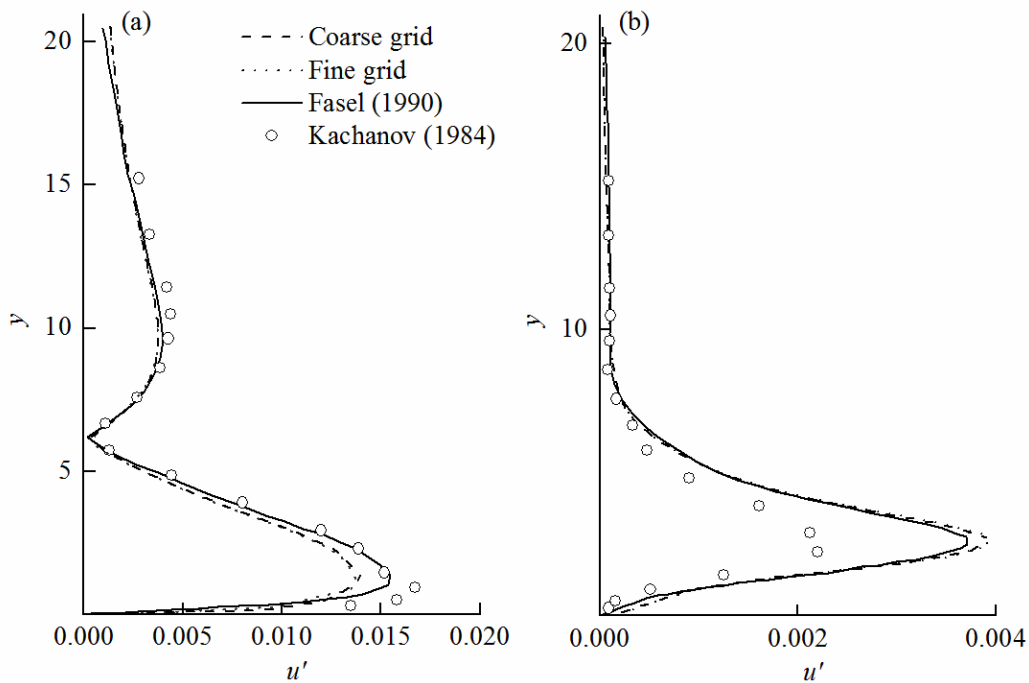 (a)
Coarse grid
Fine grid
Fasel (1990)
Kachanov (1984)
20
15
10
5
y
0.000 0.005 0.010 0.015 0.020
u'
(b)
20
10
y
0.000 0.002 0.004
u'